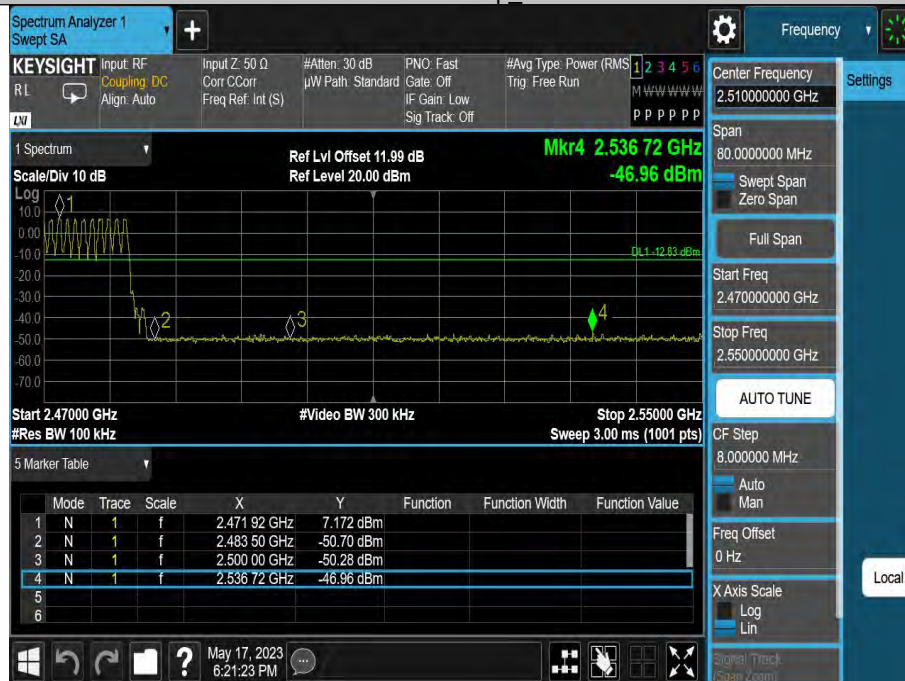 Spectrum Analyzer 1
Swept SA
+
Frequency
KEYSIGHT
RL
LXI
Input: RF
Coupling: DC
Align: Auto
Input Z: 50 Ω
Corr CCorr
Freq Ref: Int (S)
#Atten: 30 dB
µW Path: Standard
PNO: Fast
Gate: Off
IF Gain: Low
Sig Track: Off
#Avg Type: Power (RMS
Trig: Free Run
1 2 3 4 5 6
M W W W W W
P P P P P P
Center Frequency
2.510000000 GHz
Settings
Span
80.0000000 MHz
Swept Span
Zero Span
Full Span
Start Freq
2.470000000 GHz
Stop Freq
2.550000000 GHz
AUTO TUNE
CF Step
8.000000 MHz
Auto
Man
Freq Offset
0 Hz
X Axis Scale
Log
Lin
Signal Track
(Span Zoom)
Local
1 Spectrum
Scale/Div 10 dB
Ref Lvl Offset 11.99 dB
Ref Level 20.00 dBm
Mkr4 2.536 72 GHz
-46.96 dBm
Log
10.0
0.00
-10.0
-20.0
-30.0
-40.0
-50.0
-60.0
-70.0
1
2
3
4
DL1 -12.83 dBm
Start 2.47000 GHz
#Video BW 300 kHz
Stop 2.55000 GHz
#Res BW 100 kHz
Sweep 3.00 ms (1001 pts)
5 Marker Table
Mode Trace Scale X Y Function Function Width Function Value
1 N 1 f 2.471 92 GHz 7.172 dBm
2 N 1 f 2.483 50 GHz -50.70 dBm
3 N 1 f 2.500 00 GHz -50.28 dBm
4 N 1 f 2.536 72 GHz -46.96 dBm
5
6
?
May 17, 2023
6:21:23 PM